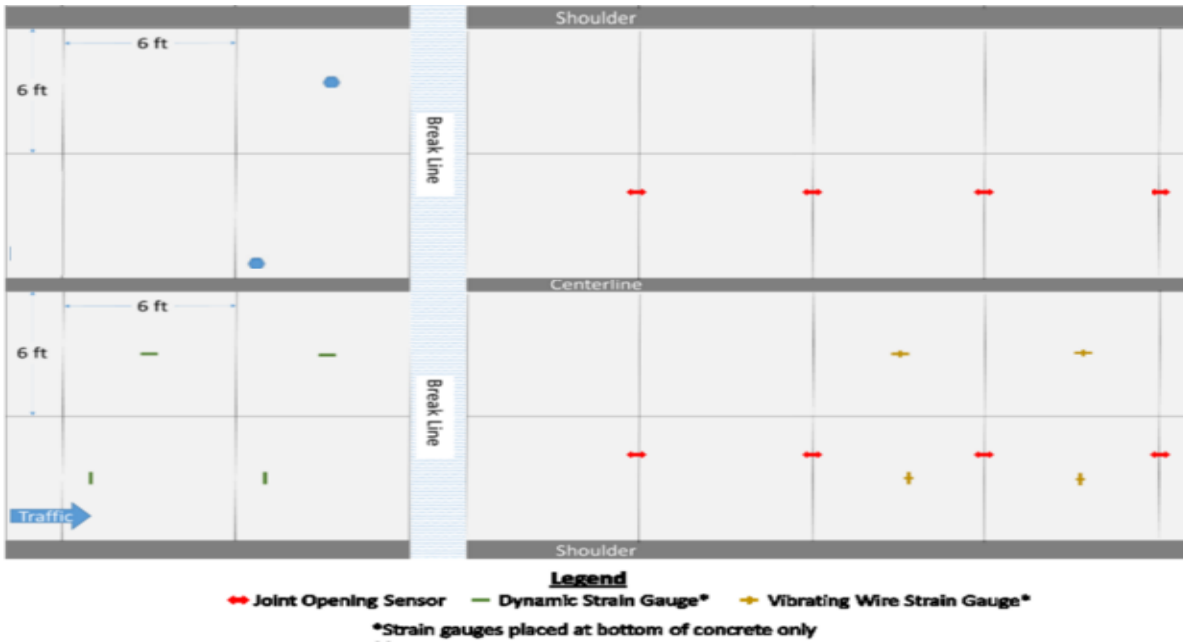 Shoulder
6 ft
6 ft
Break Line
Centerline
6 ft
6 ft
Break Line
Traffic
Shoulder
Legend
Joint Opening Sensor Dynamic Strain Gauge* Vibrating Wire Strain Gauge*
*Strain gauges placed at bottom of concrete only